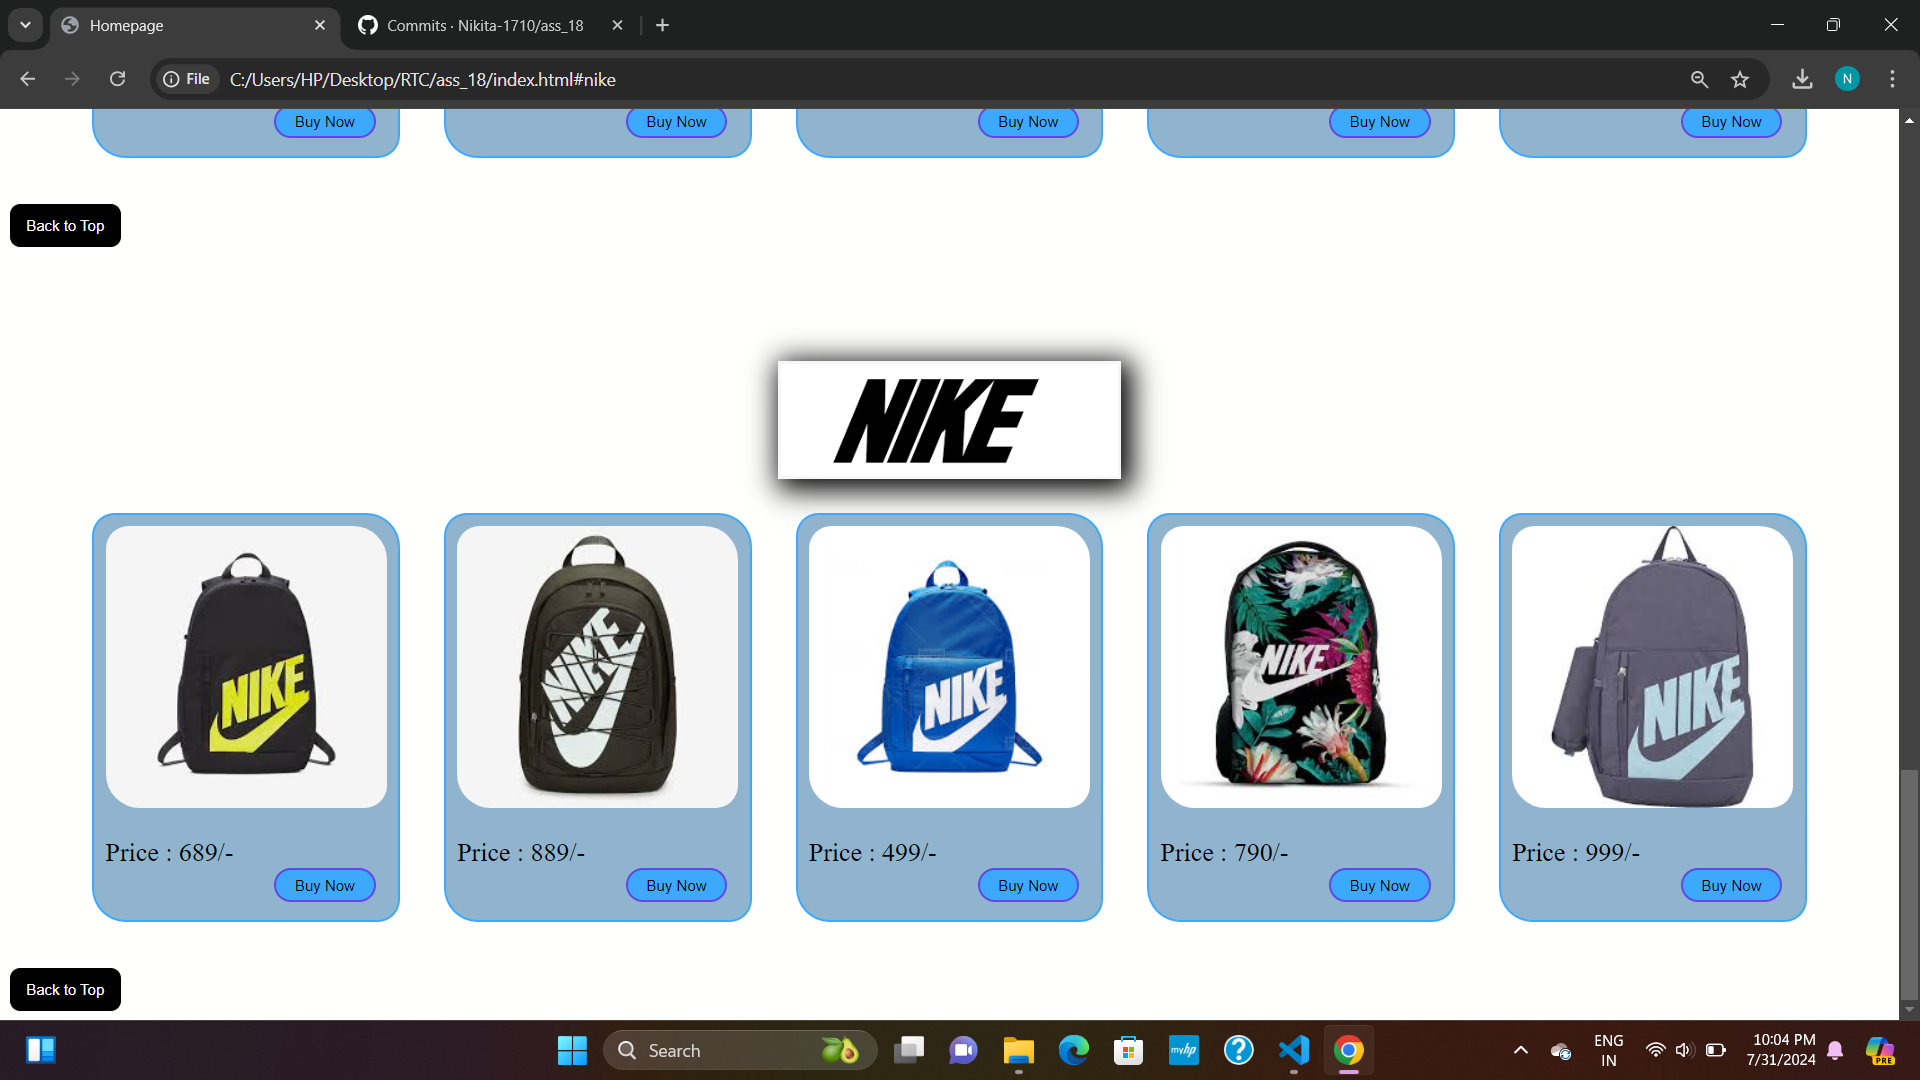 Homepage
Commits · Nikita-1710/ass_18
File
C:/Users/HP/Desktop/RTC/ass_18/index.html#nike
N
Buy Now
Buy Now
Buy Now
Buy Now
Buy Now
Back to Top
NIKE
NIKE
NIKE
NIKE
NIKE
NIKE
Price : 689/-
Price : 889/-
Price : 499/-
Price : 790/-
Price : 999/-
Buy Now
Buy Now
Buy Now
Buy Now
Buy Now
Back to Top
Search
myhp
ENG
IN
10:04 PM
7/31/2024
PRE